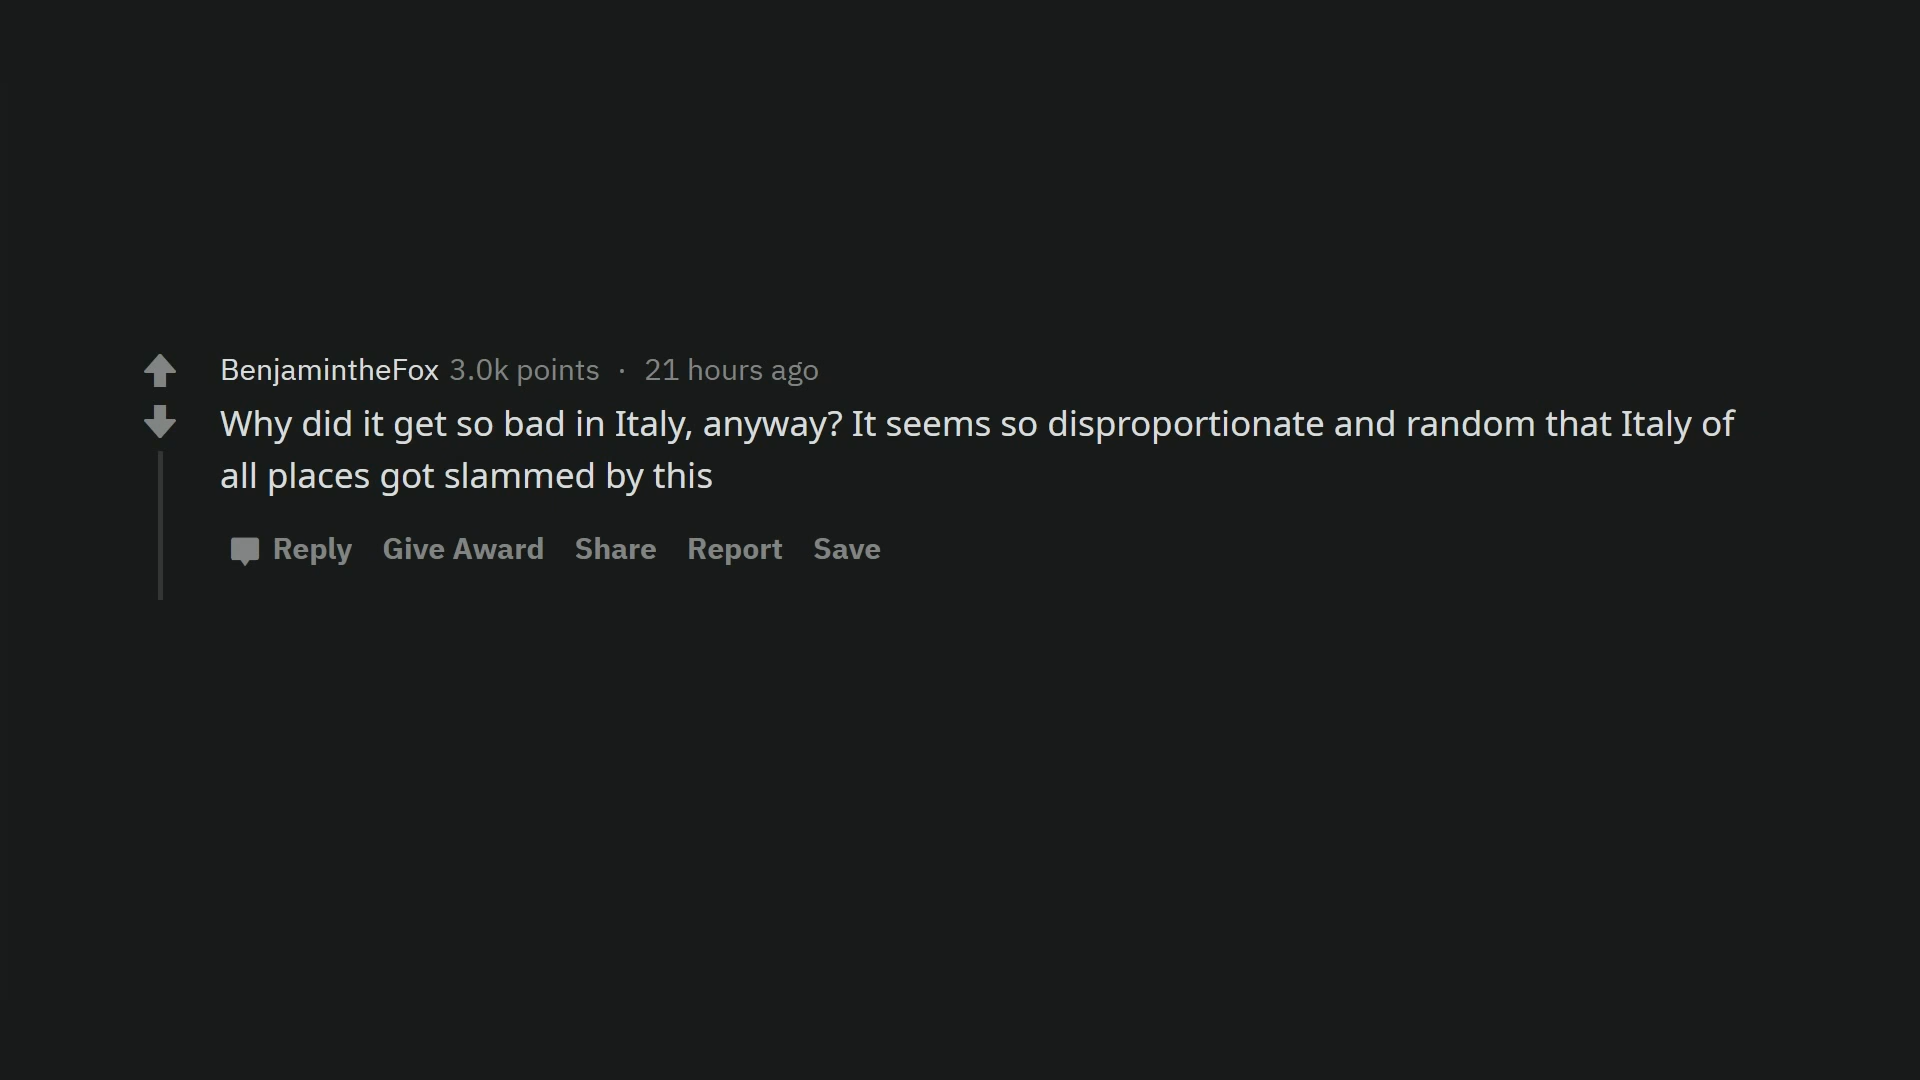 BenjamintheFox 3.0k points · 21 hours ago
Why did it get so bad in Italy, anyway? It seems so disproportionate and random that Italy of
all places got slammed by this
Reply Give Award Share Report Save